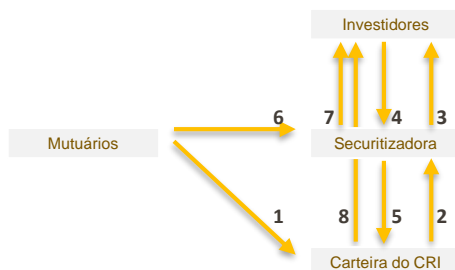 Investidores
6 7 4 3
Mutuários Securitizadora
1 8 5 2
Carteira do CRI